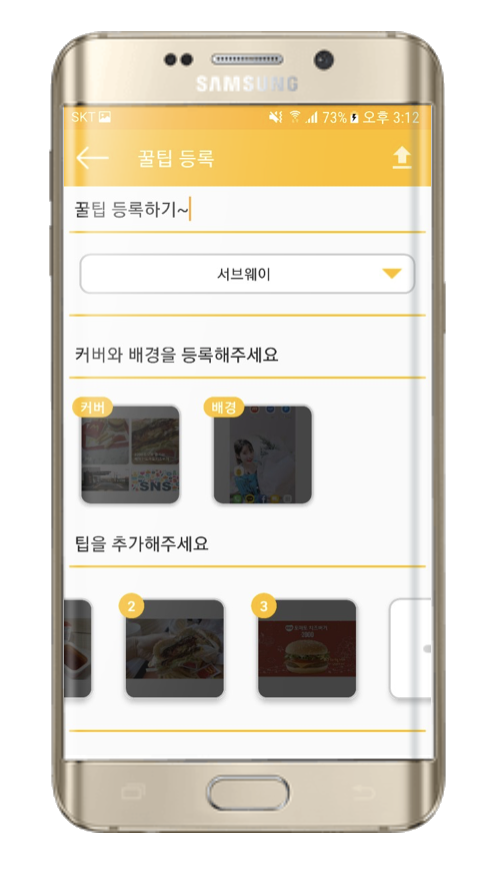 SAMSUNG
SKT 73% 오후 3:12
꿀팁 등록
꿀팁 등록하기~
서브웨이
커버와 배경을 등록해주세요
커버 배경
SNS
팁을 추가해주세요
2 3